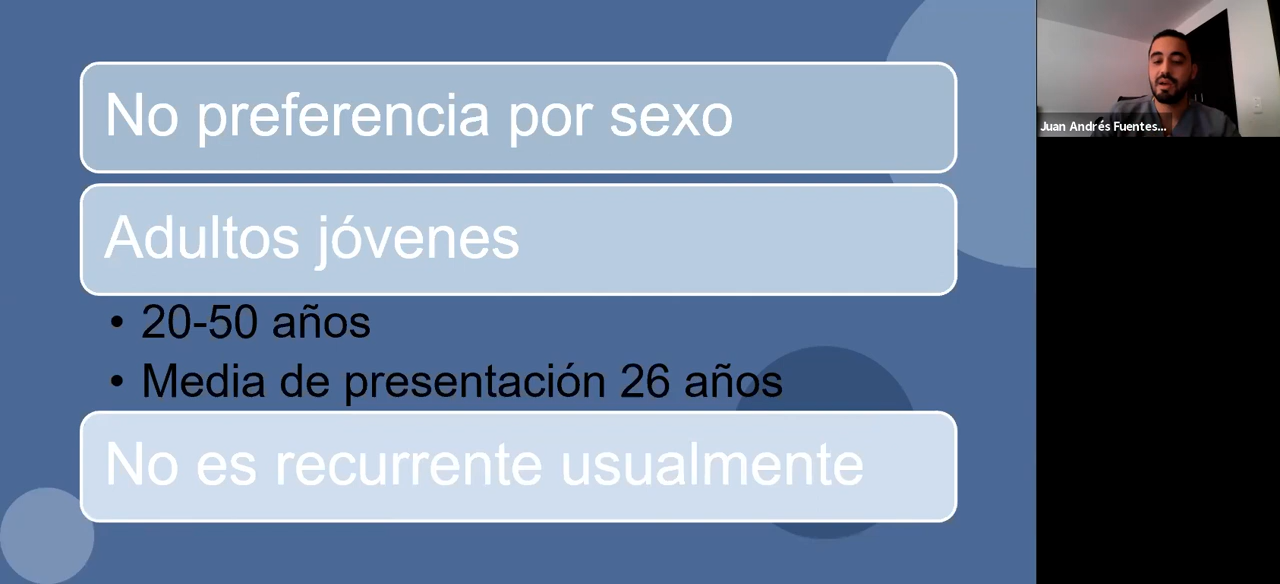 No preferencia por sexo
Adultos jóvenes
• 20-50 años
• Media de presentación 26 años
No es recurrente usualmente
Juan Andrés Fuentes...